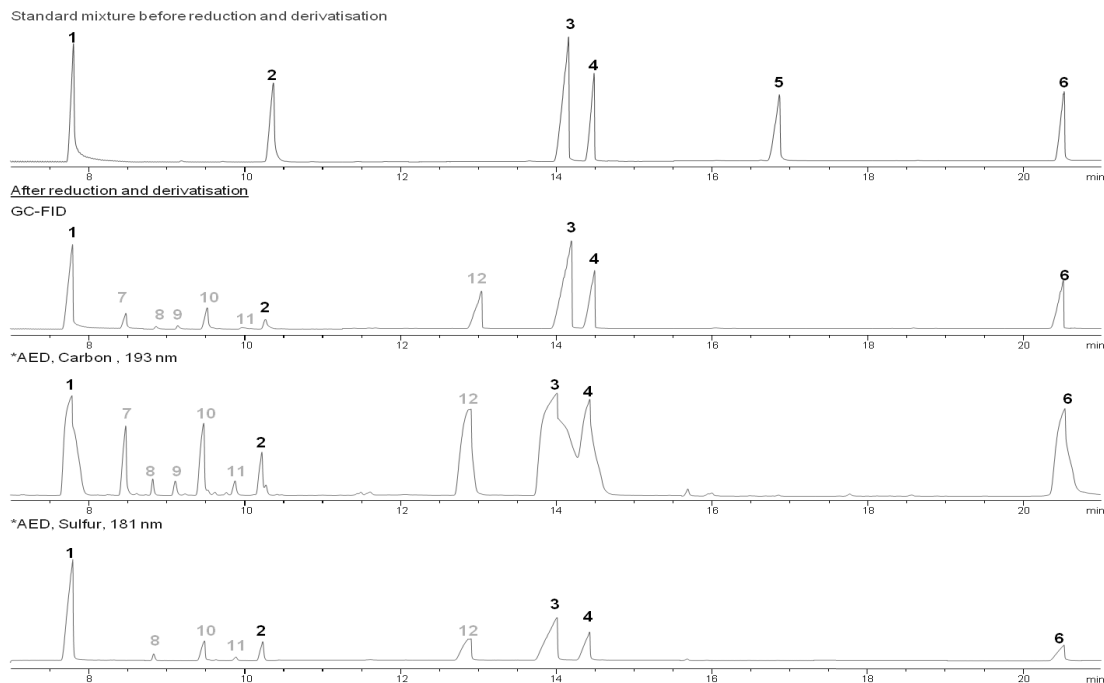 Standard mixture before reduction and derivatisation
1 2 3 4 5 6
8 10 12 14 16 18 20 min
After reduction and derivatisation
GC-FID
1 7 8 9 10 11 2 12 3 4 6
8 10 12 14 16 18 20 min
*AED, Carbon , 193 nm
1 7 8 9 10 11 2 12 3 4 6
8 10 12 14 16 18 20 min
*AED, Sulfur, 181 nm
1 8 10 11 2 12 3 4 6
8 10 12 14 16 18 20 min